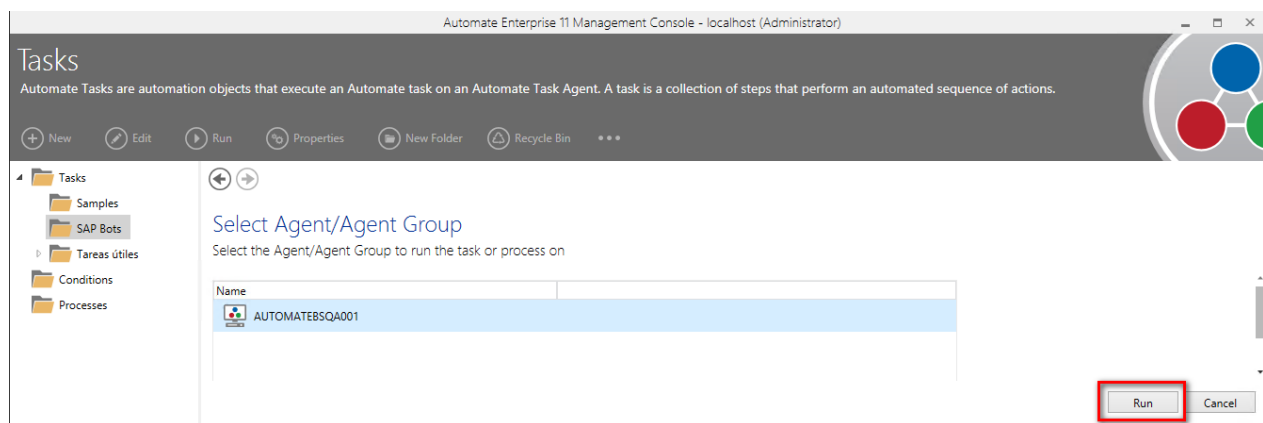 Automate Enterprise 11 Management Console - localhost (Administrator)
Tasks
Automate Tasks are automation objects that execute an Automate task on an Automate Task Agent. A task is a collection of steps that perform an automated sequence of actions.
New Edit Run Properties New Folder Recycle Bin
Tasks
Samples
SAP Bots
Tareas útiles
Conditions
Processes
Select Agent/Agent Group
Select the Agent/Agent Group to run the task or process on
Name
AUTOMATEBSQA001
Run Cancel